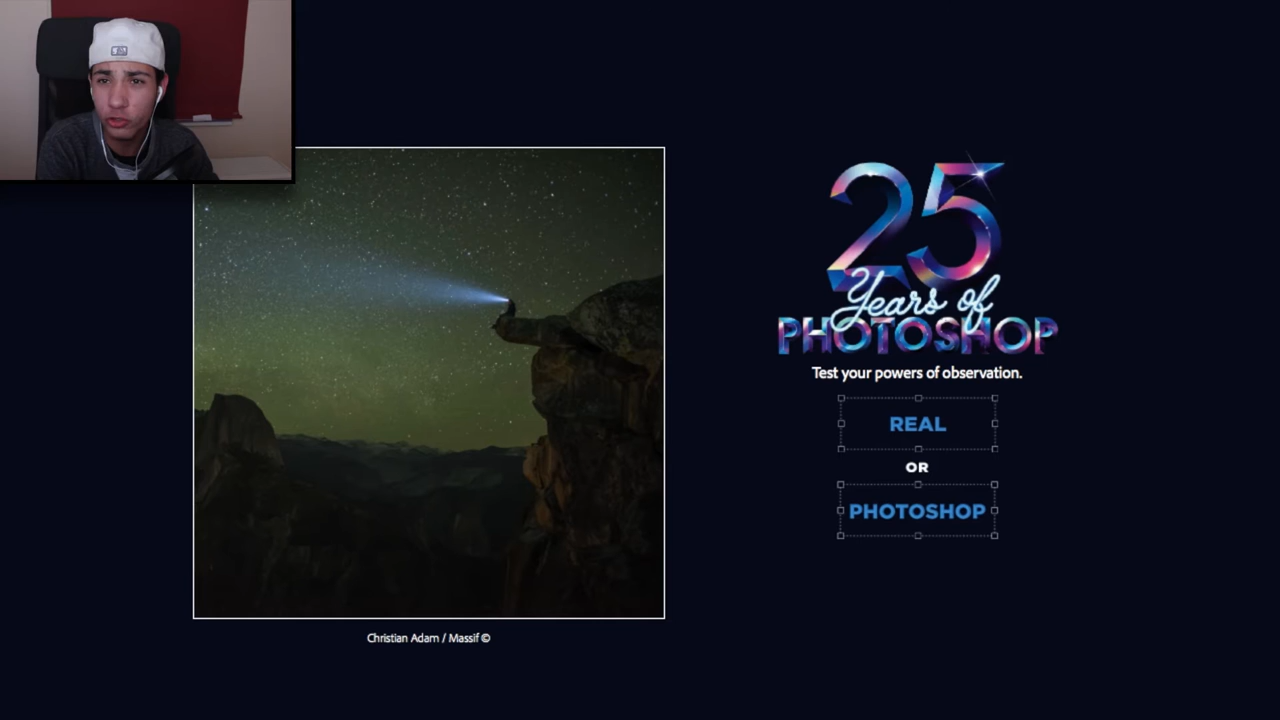 25
Years of
PHOTOSHOP
Test your powers of observation.
REAL
OR
PHOTOSHOP
Christian Adam / Massif ©